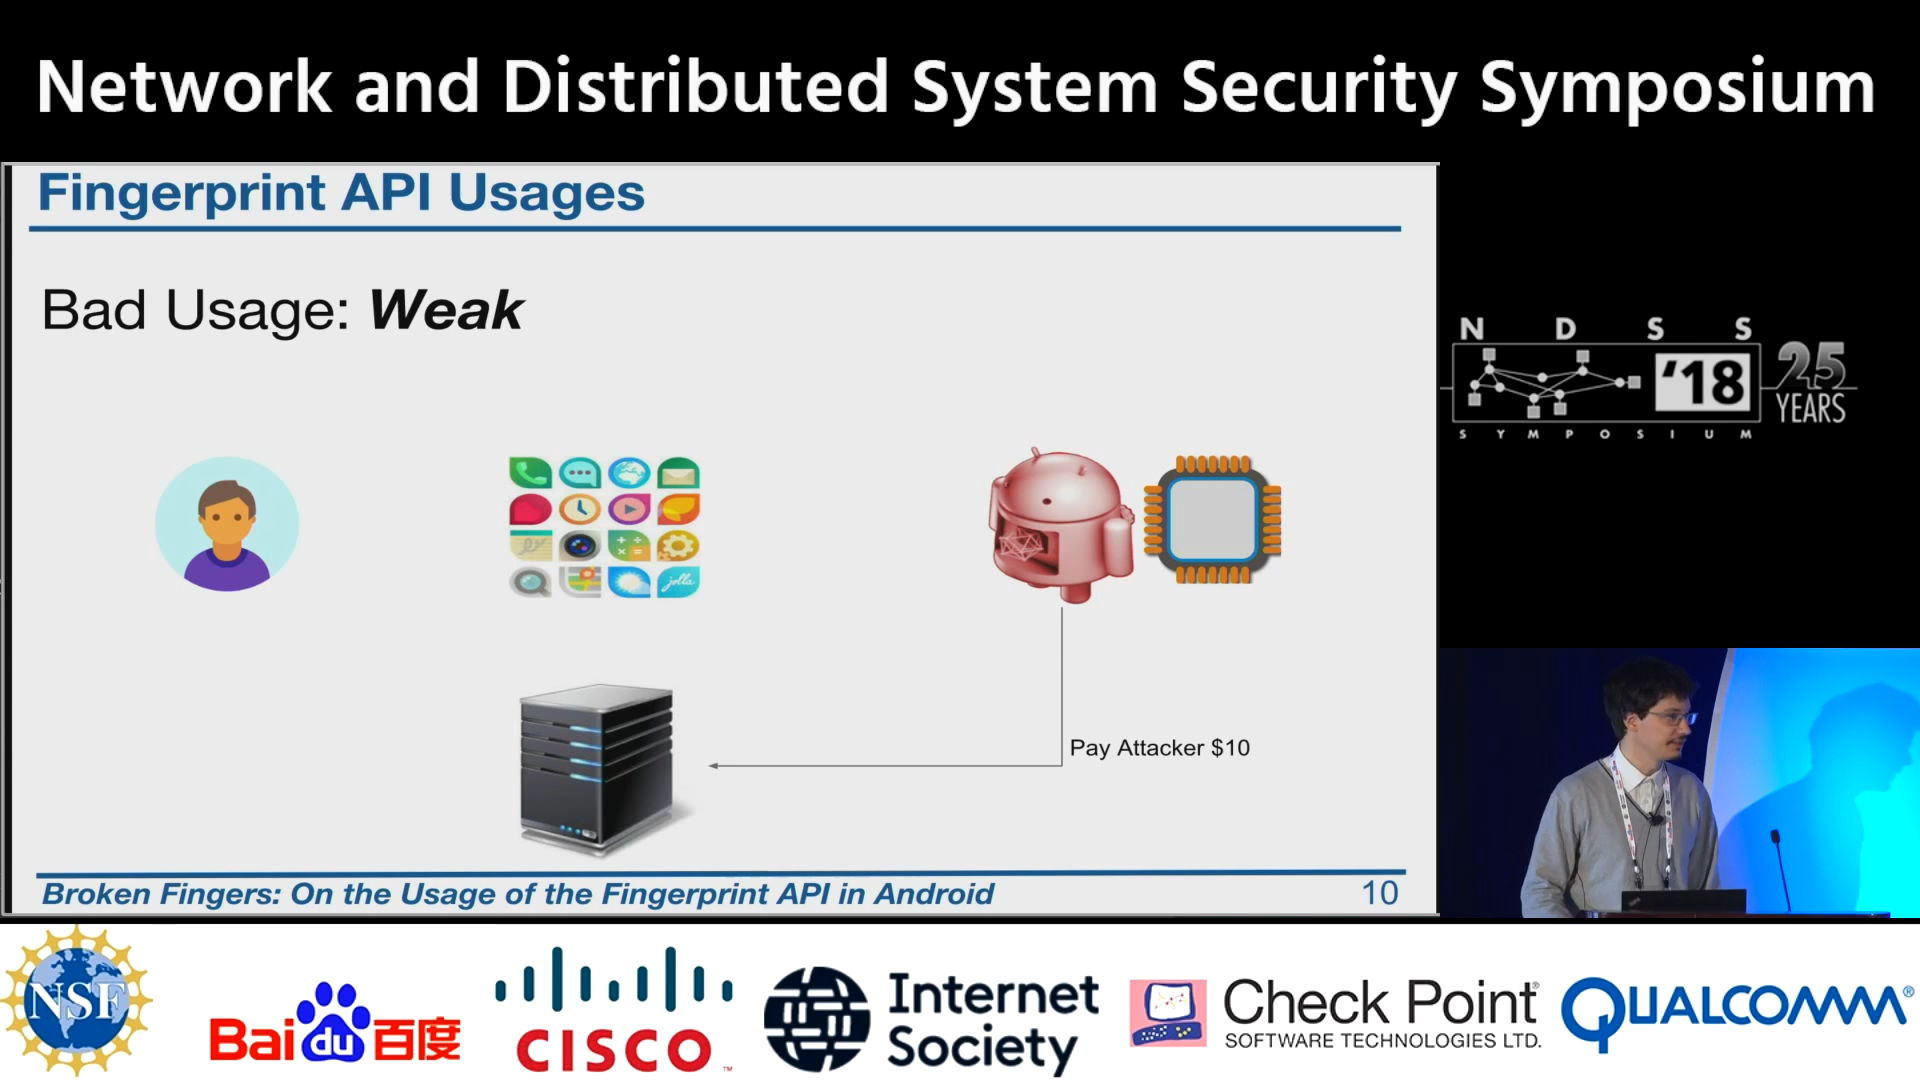 Network and Distributed System Security Symposium
Fingerprint API Usages
Bad Usage: Weak
jolla
Pay Attacker $10
Broken Fingers: On the Usage of the Fingerprint API in Android
10
N D S S
'18
25
YEARS
S Y M P O S I U M
NSF
Bai du 百度
CISCO™
Internet
Society
Check Point®
SOFTWARE TECHNOLOGIES LTD.
QUALCOMM®